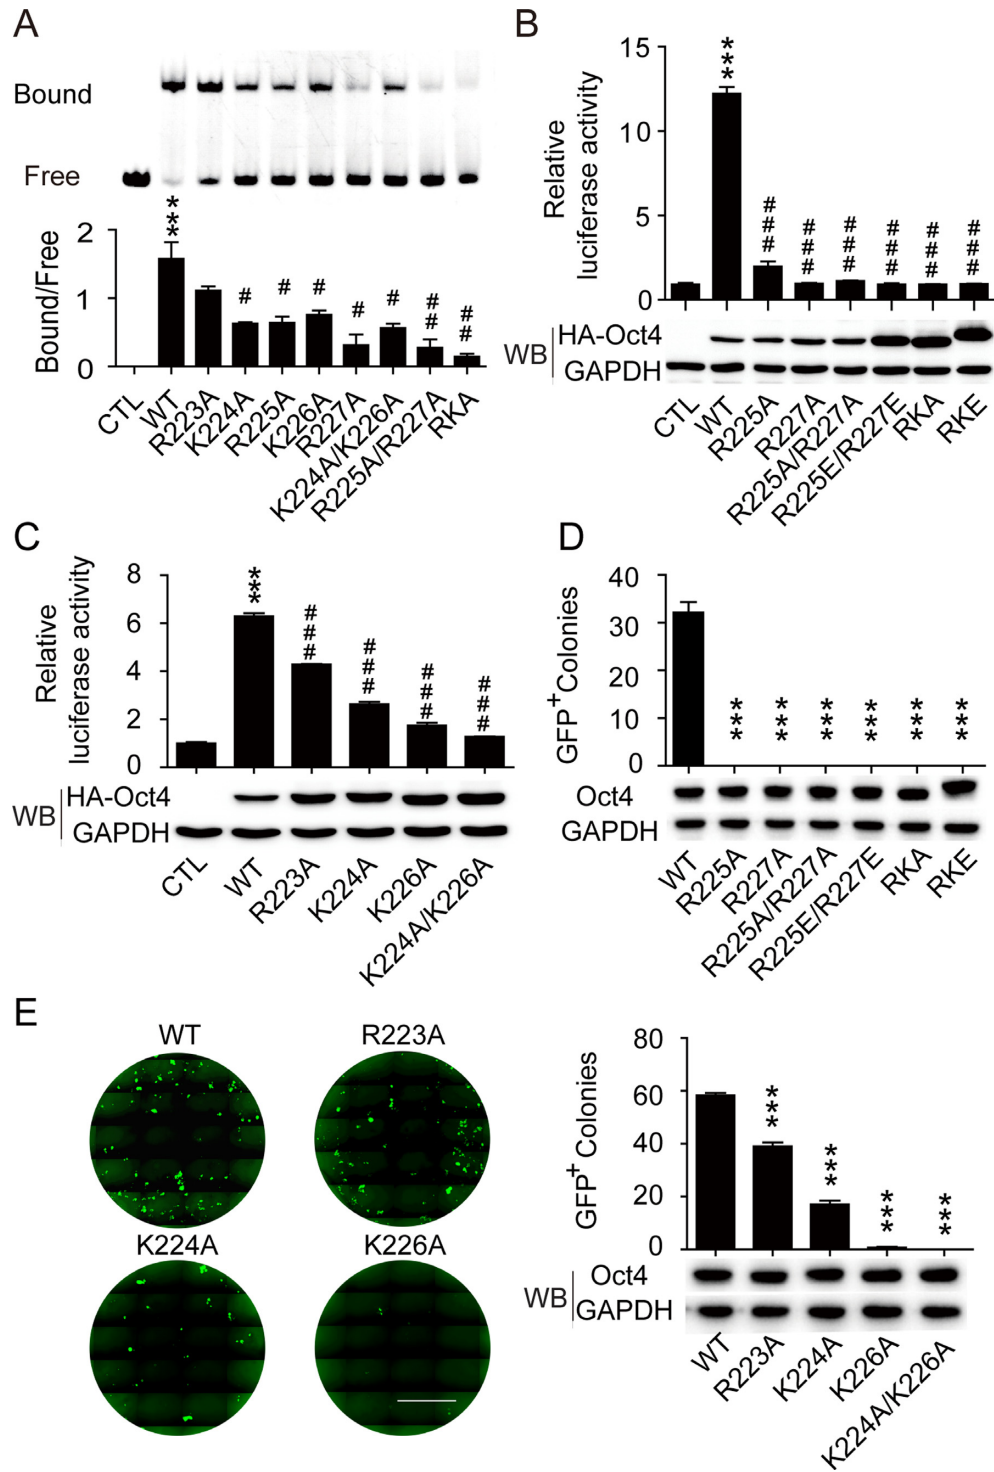 A
Bound
Free
***
Bound/Free
2
1
0
# # # # # ## ##
CTL
WT
R223A
K224A
R225A
K226A
R227A
K224A/K226A
R225A/R227A
RKA
B
Relative
luciferase activity
15
10
5
0
***
### ### ### ### ### ###
WB
HA-Oct4
GAPDH
CTL
WT
R225A
R227A
R225A/R227A
R225E/R227E
RKA
RKE
C
Relative
luciferase activity
8
6
4
2
0
***
### ### ### ###
WB
HA-Oct4
GAPDH
CTL
WT
R223A
K224A
K226A
K224A/K226A
D
GFP+Colonies
40
30
20
10
0
*** *** *** *** *** ***
Oct4
GAPDH
WT
R225A
R227A
R225A/R227A
R225E/R227E
RKA
RKE
E
WT
R223A
K224A
K226A
GFP+ Colonies
80
60
40
20
0
*** *** *** ***
WB
Oct4
GAPDH
WT
R223A
K224A
K226A
K224A/K226A